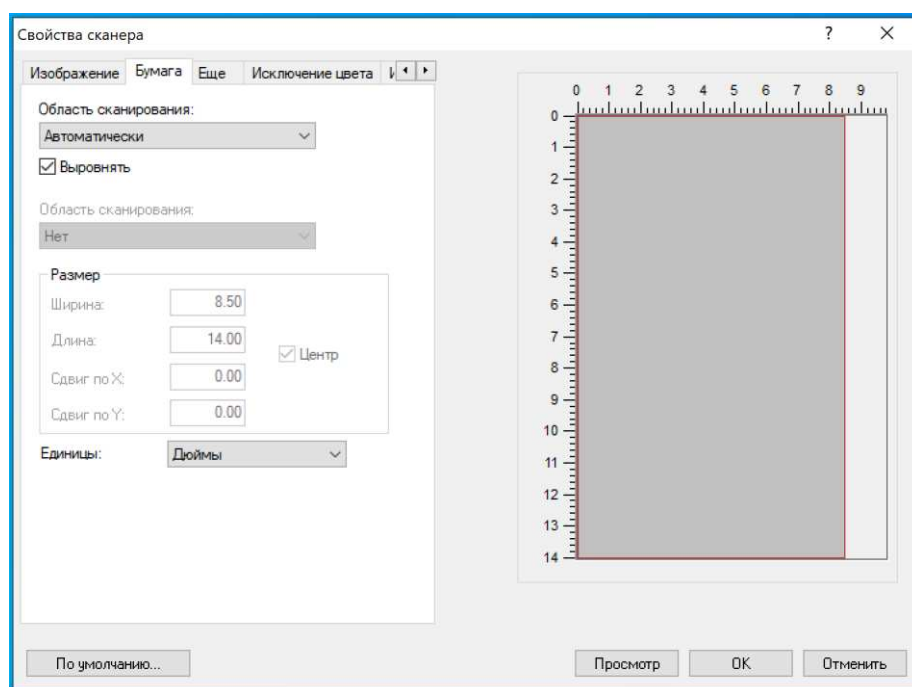 Свойства сканера ?
Изображение Бумага Еще Исключение цвета
Область сканирования:
Автоматически
Выровнять
Область сканирования:
Нет
Размер
Ширина: 8.50
Длина: 14.00
Центр
Сдвиг по X: 0.00
Сдвиг по Y: 0.00
Единицы: Дюймы
0 1 2 3 4 5 6 7 8 9
0
1
2
3
4
5
6
7
8
9
10
11
12
13
14
По умолчанию... Просмотр OK Отменить